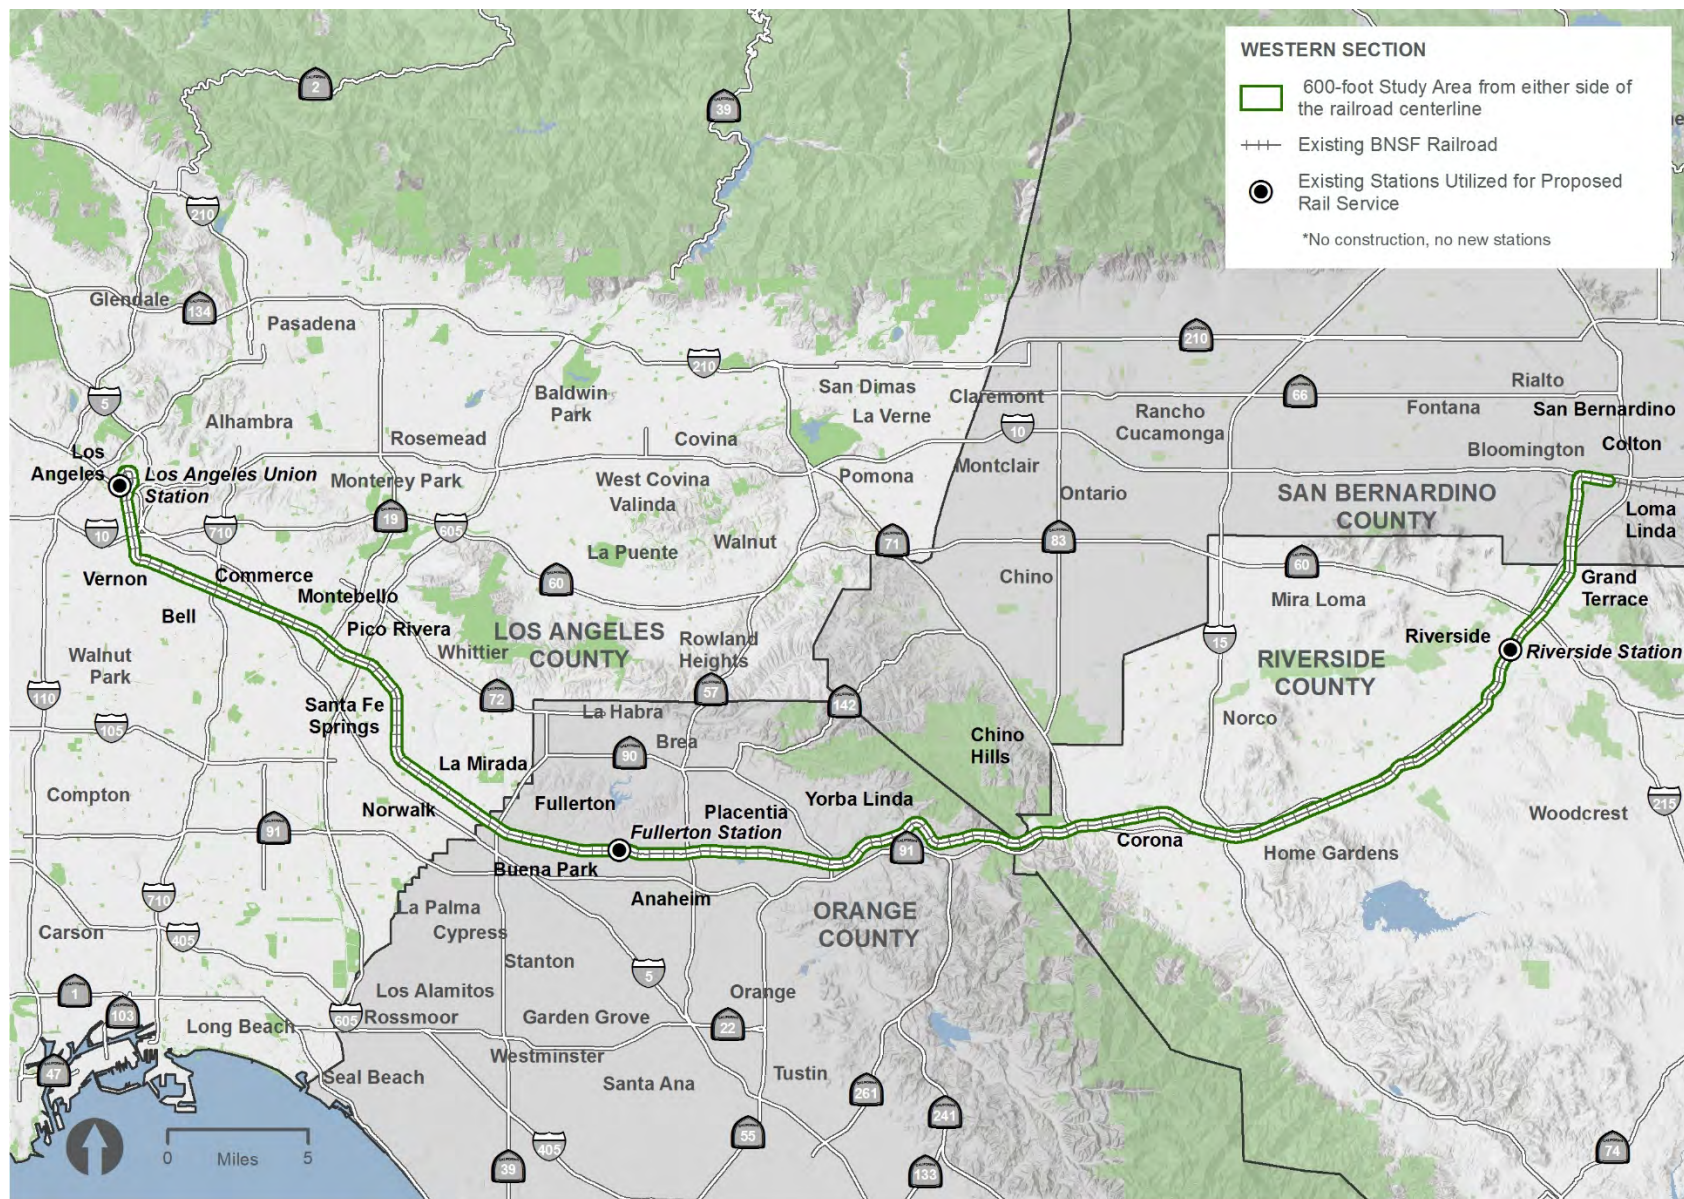 WESTERN SECTION
600-foot Study Area from either side of
the railroad centerline
Existing BNSF Railroad
Existing Stations Utilized for Proposed
Rail Service
*No construction, no new stations
2
39
210
Glendale
134
Pasadena
210
210
5
Alhambra
Baldwin
Park
San Dimas
La Verne
Claremont
66
Rialto
Fontana
San Bernardino
Rosemead
Covina
10
Rancho
Cucamonga
Bloomington
Colton
Los
Angeles
Los Angeles Union
Station
Monterey Park
West Covina
Valinda
Pomona
Montclair
Ontario
SAN BERNARDINO
COUNTY
Loma
Linda
10
710
19
605
La Puente
Walnut
71
83
60
Vernon
Commerce
Montebello
60
Chino
Mira Loma
Grand
Terrace
Bell
Pico Rivera
Whittier
LOS ANGELES
COUNTY
Rowland
Heights
15
Riverside
Riverside Station
RIVERSIDE
COUNTY
Walnut
Park
110
105
Santa Fe
Springs
72
La Habra
57
142
Norco
Chino
Hills
Brea
90
La Mirada
Compton
Norwalk
Fullerton
Placentia
Yorba Linda
215
Woodcrest
91
Fullerton Station
91
Corona
Home Gardens
Buena Park
Anaheim
710
La Palma
Cypress
ORANGE
COUNTY
Carson
405
Stanton
5
1
103
Los Alamitos
Rossmoor
605
Orange
Long Beach
Garden Grove
22
Westminster
47
Seal Beach
Santa Ana
Tustin
261
241
55
405
39
133
74
0 Miles 5